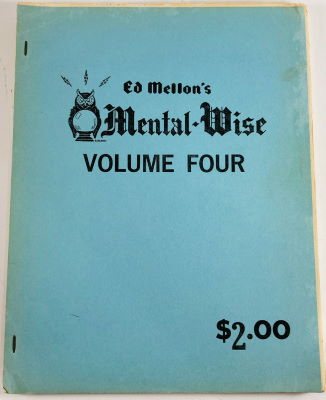 Ed Mellon's
Mental-Wise
VOLUME FOUR
$2.00